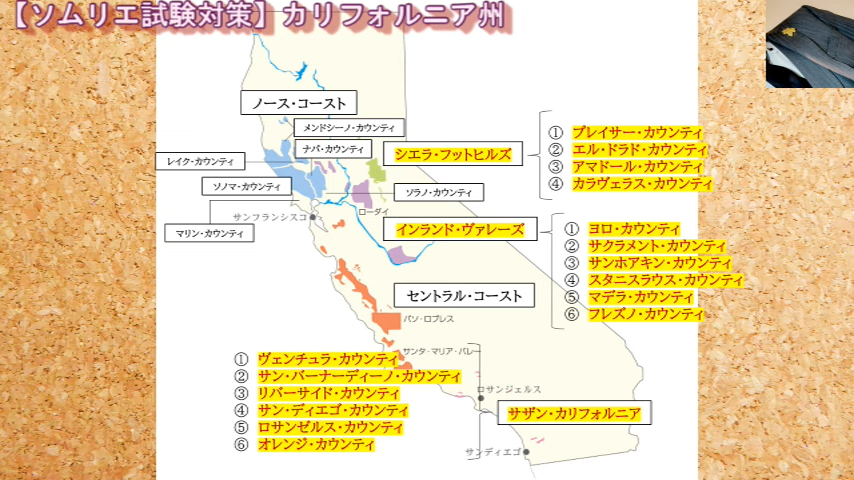 【ソムリエ試験対策】カリフォルニア州
ノース・コースト
メンドシーノ・カウンティ
ナパ・カウンティ
レイク・カウンティ
ソノマ・カウンティ
ソラノ・カウンティ
マリン・カウンティ
サンフランシスコ
ローダイ
シエラ・フットヒルズ
① プレイサー・カウンティ
② エル・ドラド・カウンティ
③ アマドール・カウンティ
④ カラヴェラス・カウンティ
インランド・ヴァレーズ
① ヨロ・カウンティ
② サクラメント・カウンティ
③ サンホアキン・カウンティ
④ スタニスラウス・カウンティ
⑤ マデラ・カウンティ
⑥ フレズノ・カウンティ
セントラル・コースト
パソ・ロブレス
サンタ・マリア・バレー
① ヴェンチュラ・カウンティ
② サン・バーナーディーノ・カウンティ
③ リバーサイド・カウンティ
④ サン・ディエゴ・カウンティ
⑤ ロサンゼルス・カウンティ
⑥ オレンジ・カウンティ
ロサンジェルス
サザン・カリフォルニア
サンディエゴ